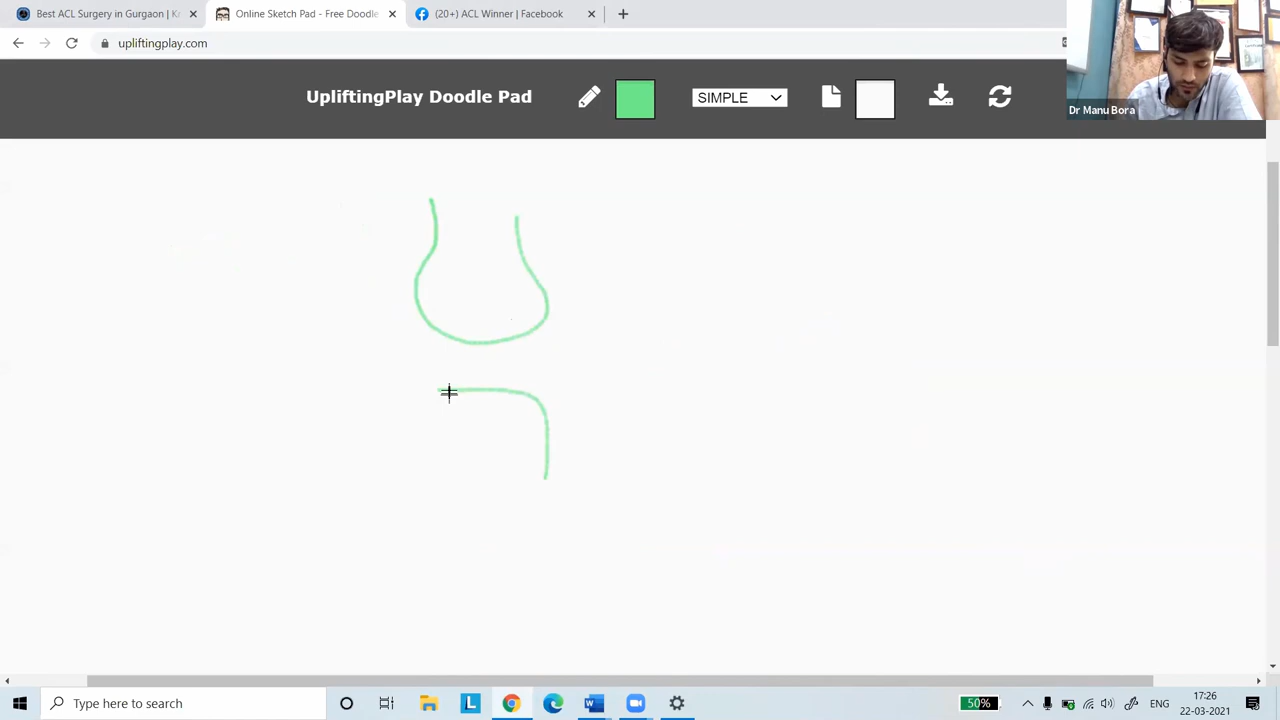 Best ACL Surgery in Gurgaon | K
Online Sketch Pad - Free Doodle
(20+) ACL Winner | Facebook
upliftingplay.com
UpliftingPlay Doodle Pad
SIMPLE
Dr Manu Bora
Type here to search
L
W
50%
ENG
17:26
22-03-2021